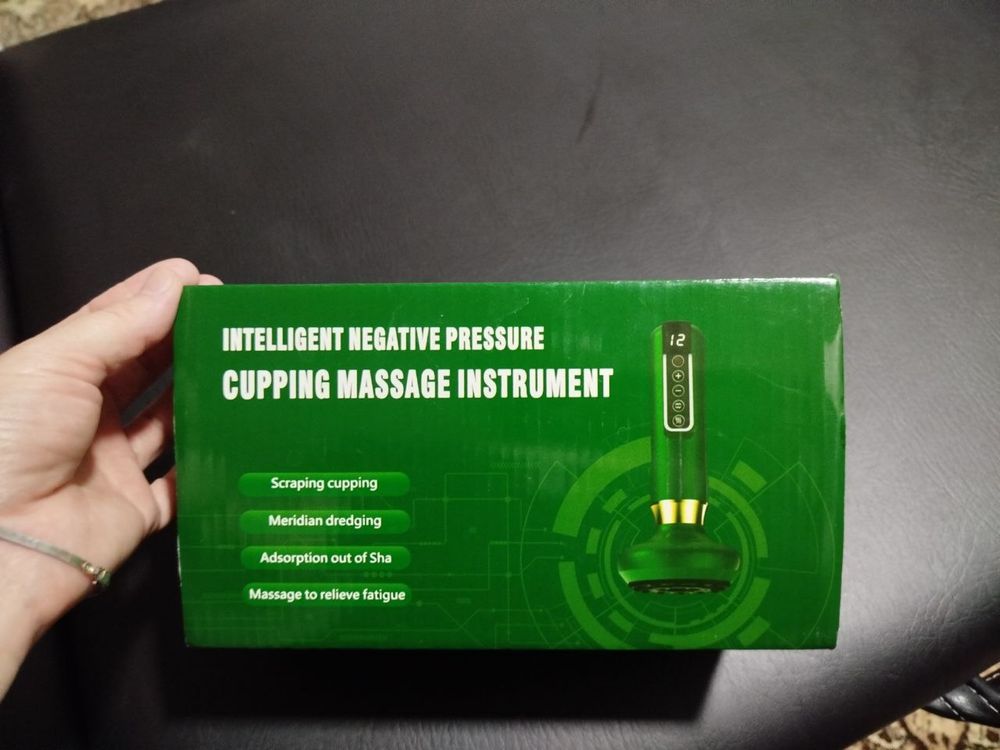 INTELLIGENT NEGATIVE PRESSURE
CUPPING MASSAGE INSTRUMENT
12
Scraping cupping
Meridian dredging
Adsorption out of Sha
Massage to relieve fatigue